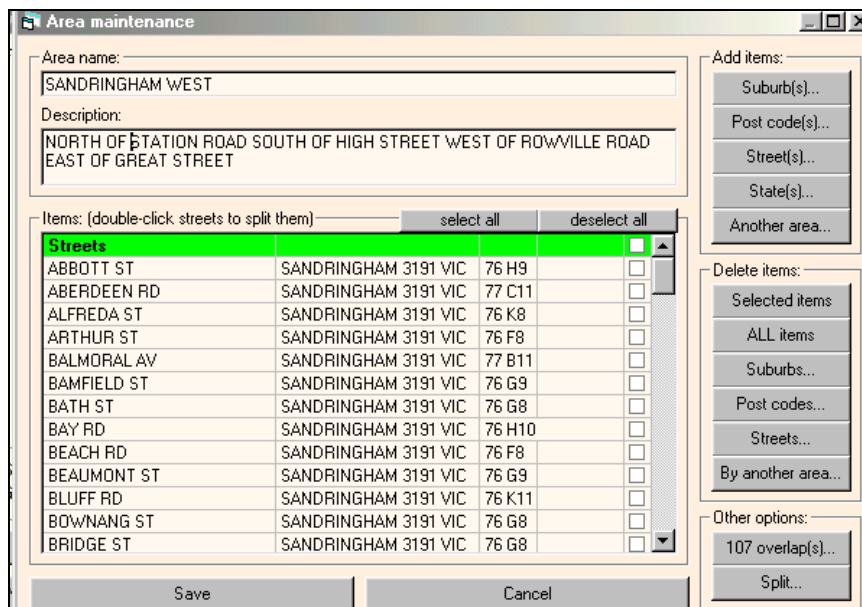 Area maintenance
Area name:
SANDRINGHAM WEST
Description:
NORTH OF STATION ROAD SOUTH OF HIGH STREET WEST OF ROWVILLE ROAD
EAST OF GREAT STREET
Items: (double-click streets to split them) select all deselect all
Streets
ABBOTT ST SANDRINGHAM 3191 VIC 76 H9
ABERDEEN RD SANDRINGHAM 3191 VIC 77 C11
ALFREDA ST SANDRINGHAM 3191 VIC 76 K8
ARTHUR ST SANDRINGHAM 3191 VIC 76 F8
BALMORAL AV SANDRINGHAM 3191 VIC 77 B11
BAMFIELD ST SANDRINGHAM 3191 VIC 76 G9
BATH ST SANDRINGHAM 3191 VIC 76 G8
BAY RD SANDRINGHAM 3191 VIC 76 H10
BEACH RD SANDRINGHAM 3191 VIC 76 F8
BEAUMONT ST SANDRINGHAM 3191 VIC 76 G9
BLUFF RD SANDRINGHAM 3191 VIC 76 K11
BOWNANG ST SANDRINGHAM 3191 VIC 76 G8
BRIDGE ST SANDRINGHAM 3191 VIC 76 G8
Save Cancel
Add items:
Suburb(s)...
Post code(s)...
Street(s)...
State(s)...
Another area...
Delete items:
Selected items
ALL items
Suburbs...
Post codes...
Streets...
By another area...
Other options:
107 overlap(s)...
Split...